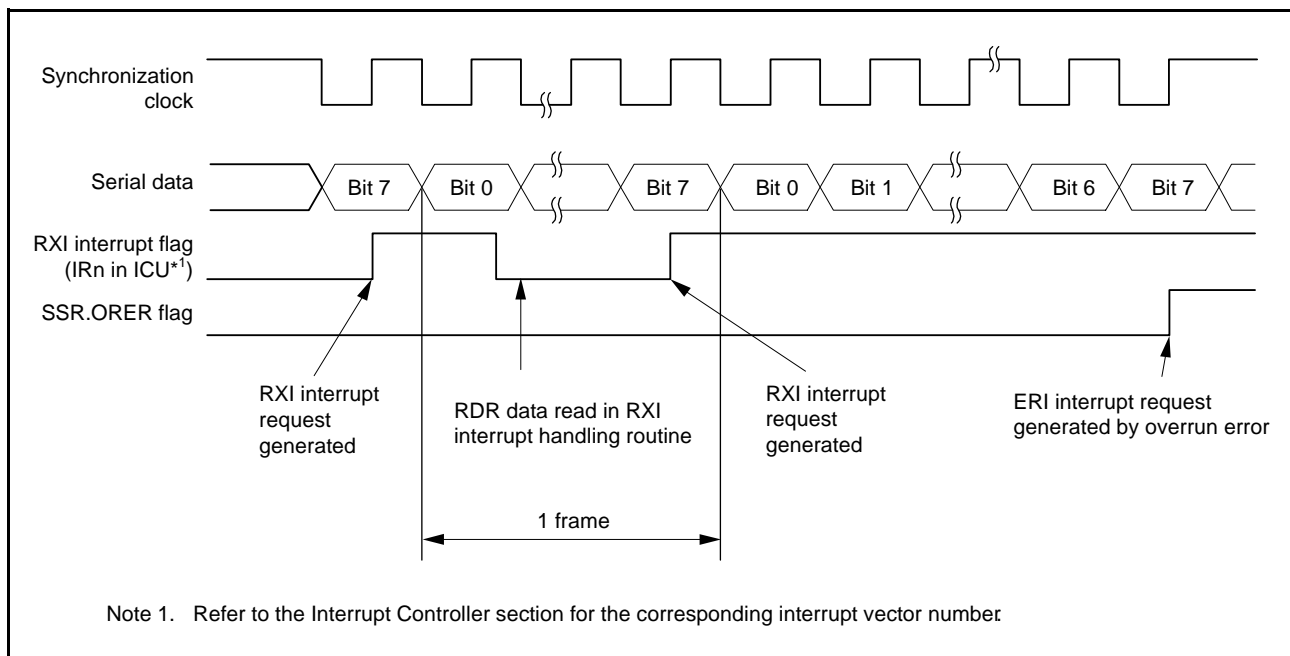 Synchronization
clock
Serial data
Bit 7
Bit 0
Bit 7
Bit 0
Bit 1
Bit 6
Bit 7
RXI interrupt flag
(IRn in ICU*1)
SSR.ORER flag
RXI interrupt
request
generated
RDR data read in RXI
interrupt handling routine
RXI interrupt
request
generated
ERI interrupt request
generated by overrun error
1 frame
Note 1. Refer to the Interrupt Controller section for the corresponding interrupt vector number.